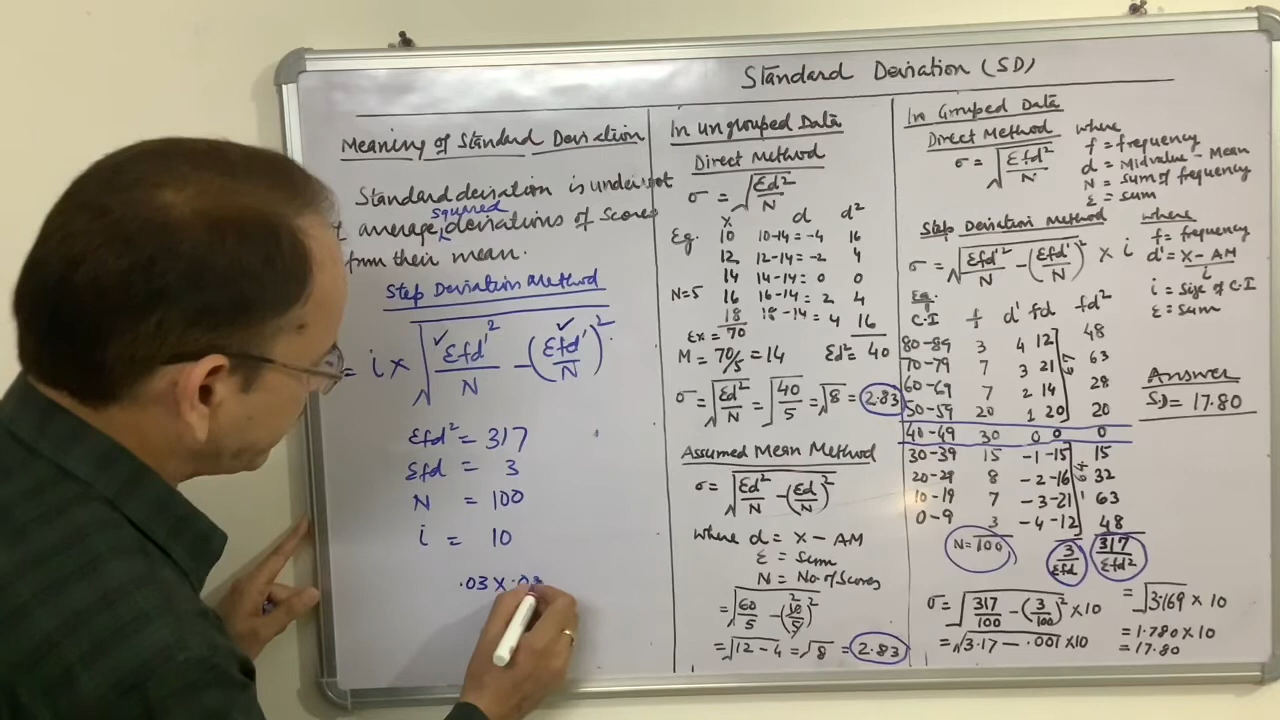 Standard Deviation (SD)
Meaning of Standard Deviation
Standard deviation is under root
squared
average deviations of Scores
from their mean.
Step Deviation Method
= i × √Σfd'²/N − (Σfd'/N)²
Σfd² = 317
Σfd = 3
N = 100
i = 10
.03 × .03
In Ungrouped Data
Direct Method
σ = √Σd²/N
x d d²
Eg. 10 10-14 = -4 16
12 12-14 = -2 4
14 14-14 = 0 0
N=5 16 16-14 = 2 4
18 18-14 = 4 16
Σx = 70
M = 70/5 = 14 Σd² = 40
σ = √Σd²/N = √40/5 = √8 = 2.83
Assumed Mean Method
σ = √Σd²/N − (Σd/N)²
where d = X − AM
Σ = Sum
N = No. of Scores
= √60/5 − (10/5)²
2
= √12 − 4 = √8 = 2.83
In Grouped Data
Direct Method
σ = √Σfd²/N
where
f = frequency
d = Midvalue - Mean
N = sum of frequency
Σ = sum
Step Deviation Method
σ = √Σfd'²/N − (Σfd'/N)² × i
where
f = frequency
d' = X − AM/i
i = Size of C.I
Σ = Sum
Eg.
C.I f d' fd fd²
80-89 3 4 12 48
70-79 7 3 21 63
60-69 7 2 14 28
50-59 20 1 20 20
67
40-49 30 0 0 0
30-39 15 -1 -15 15
20-29 8 -2 -16 32
10-19 7 -3 -21 63
0-9 3 -4 -12 48
N = 100 3/Σfd 317/Σfd²
Answer
SD = 17.80
σ = √317/100 − (3/100)² × 10
= √3.17 − .001 × 10
= √3.169 × 10
= 1.780 × 10
= 17.80